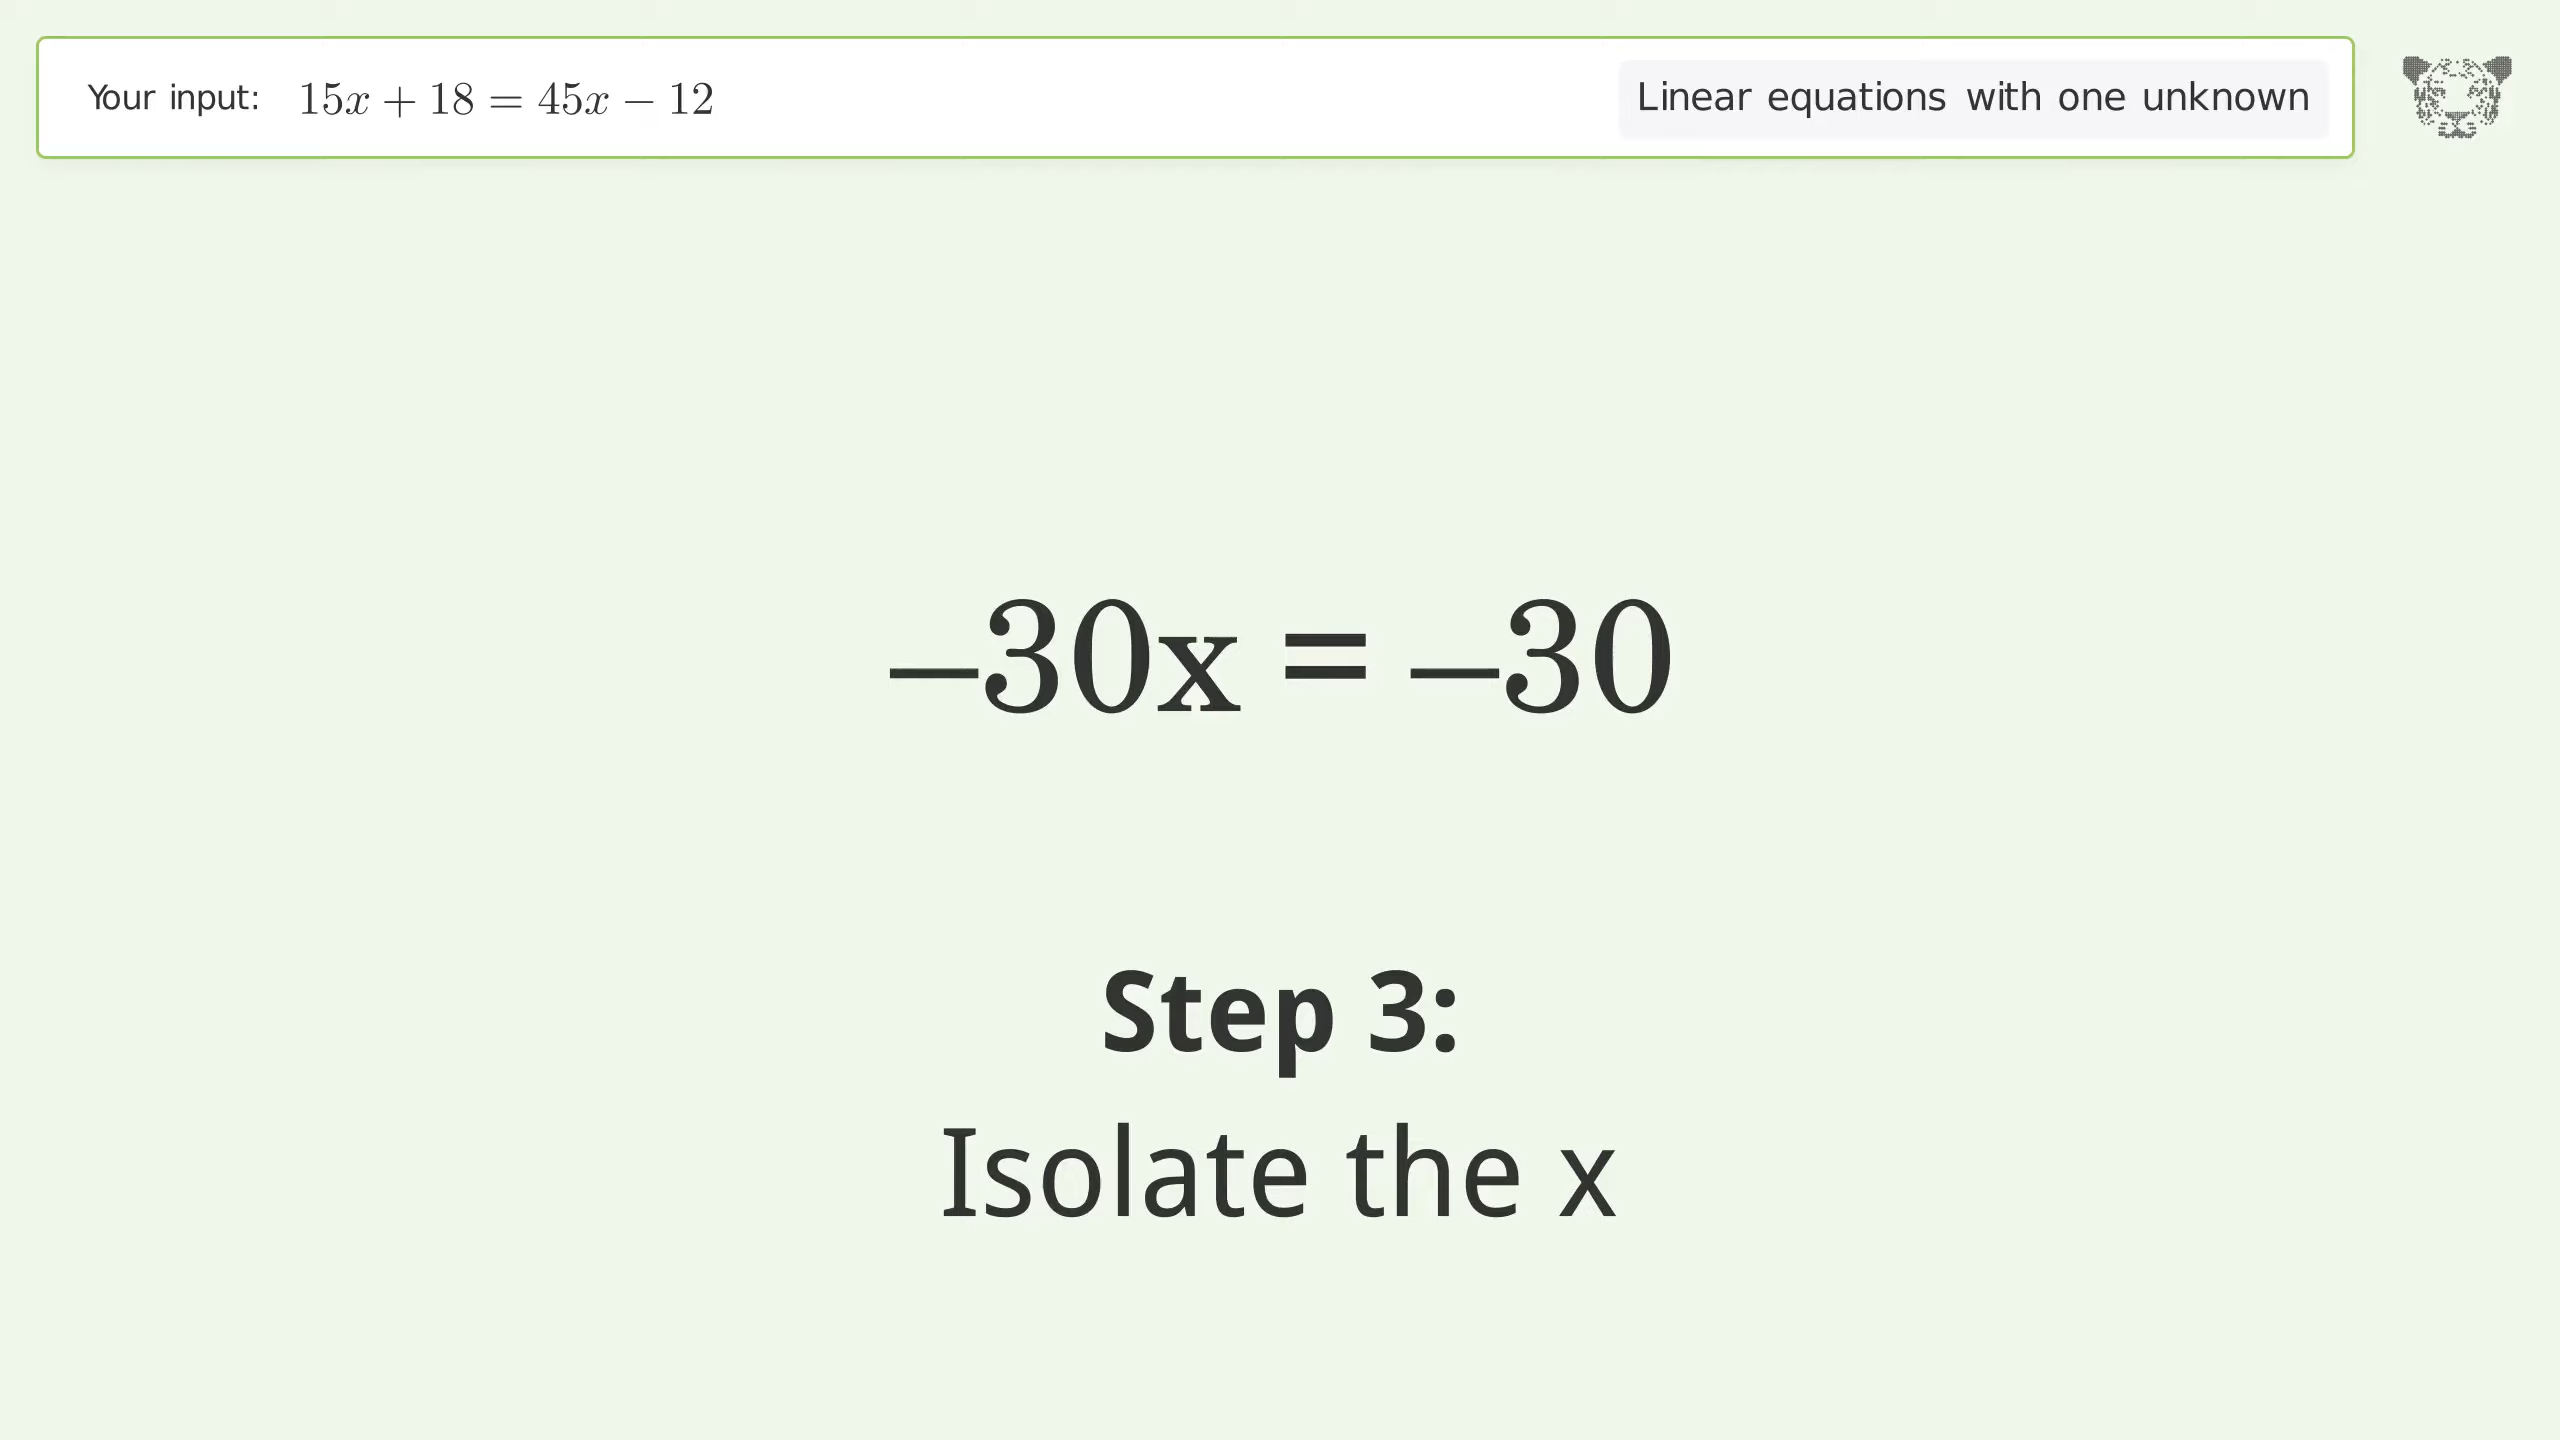 Your input: 15x + 18 = 45x − 12
Linear equations with one unknown
–30x = –30
Step 3:
Isolate the x